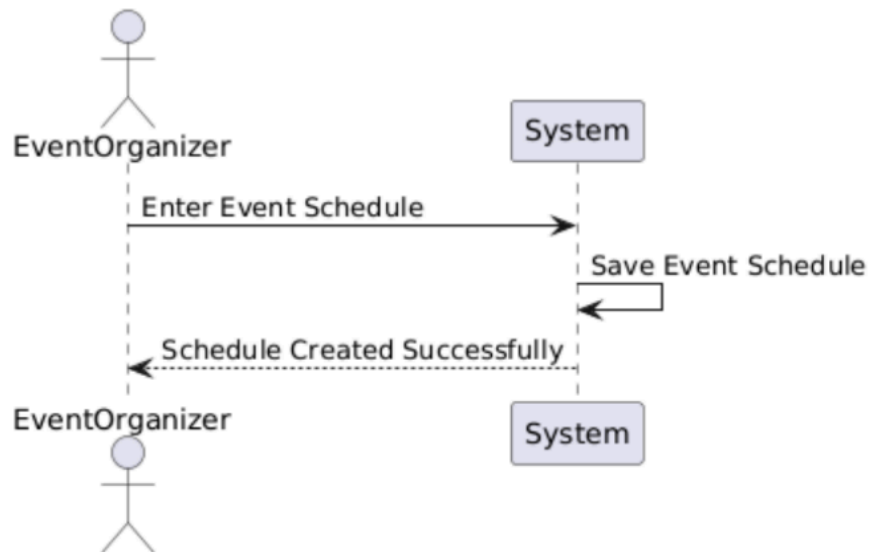 EventOrganizer
System
Enter Event Schedule
Save Event Schedule
Schedule Created Successfully
EventOrganizer
System